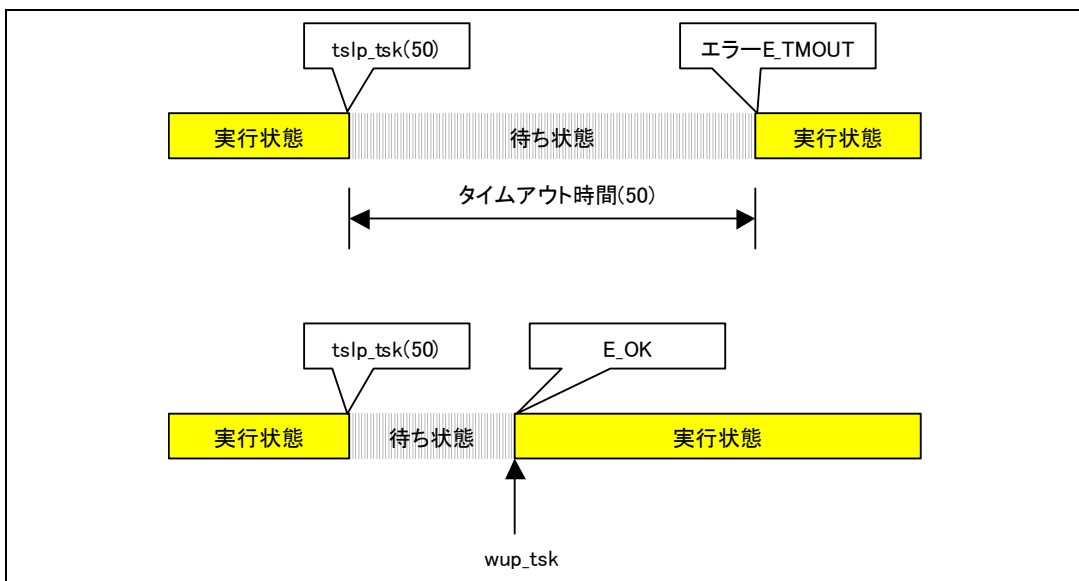 tslp_tsk(50)
エラーE_TMOUT
実行状態
待ち状態
実行状態
タイムアウト時間(50)
tslp_tsk(50)
E_OK
実行状態
待ち状態
実行状態
wup_tsk